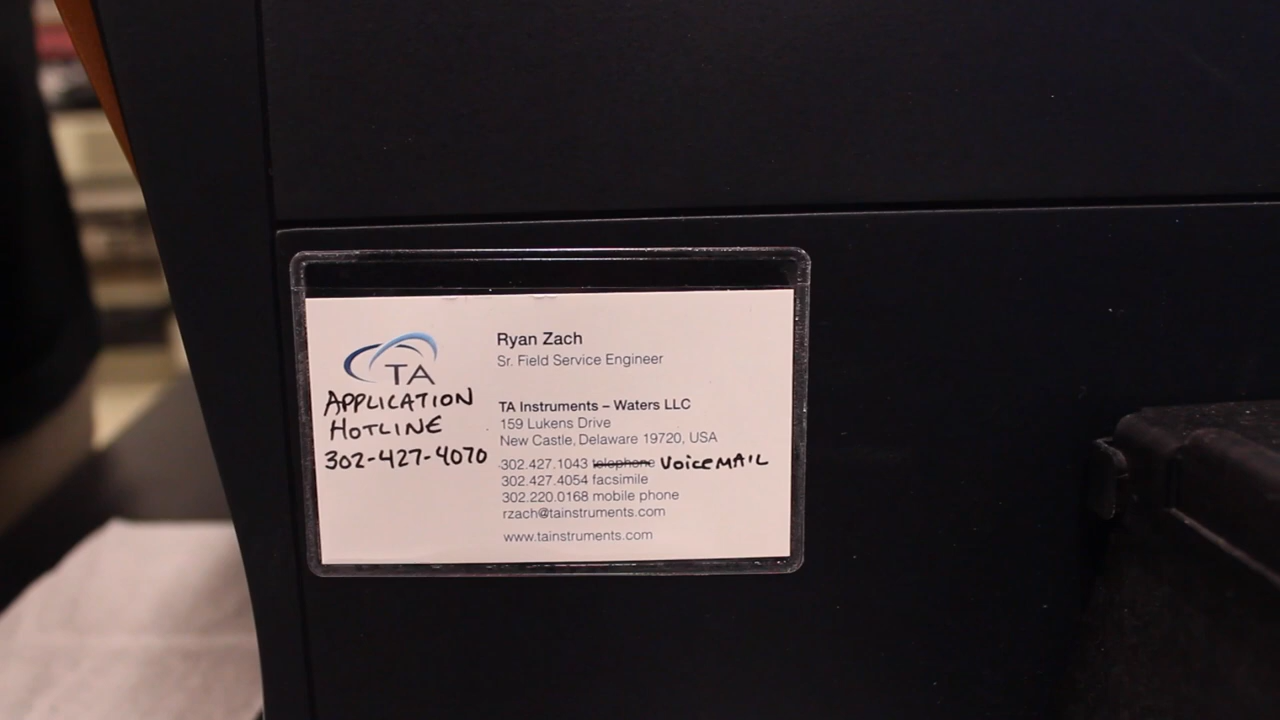 TA
APPLICATION
HOTLINE
302-427-4070
Ryan Zach
Sr. Field Service Engineer
TA Instruments – Waters LLC
159 Lukens Drive
New Castle, Delaware 19720, USA
302.427.1043 telephone VOICEMAIL
302.427.4054 facsimile
302.220.0168 mobile phone
rzach@tainstruments.com
www.tainstruments.com